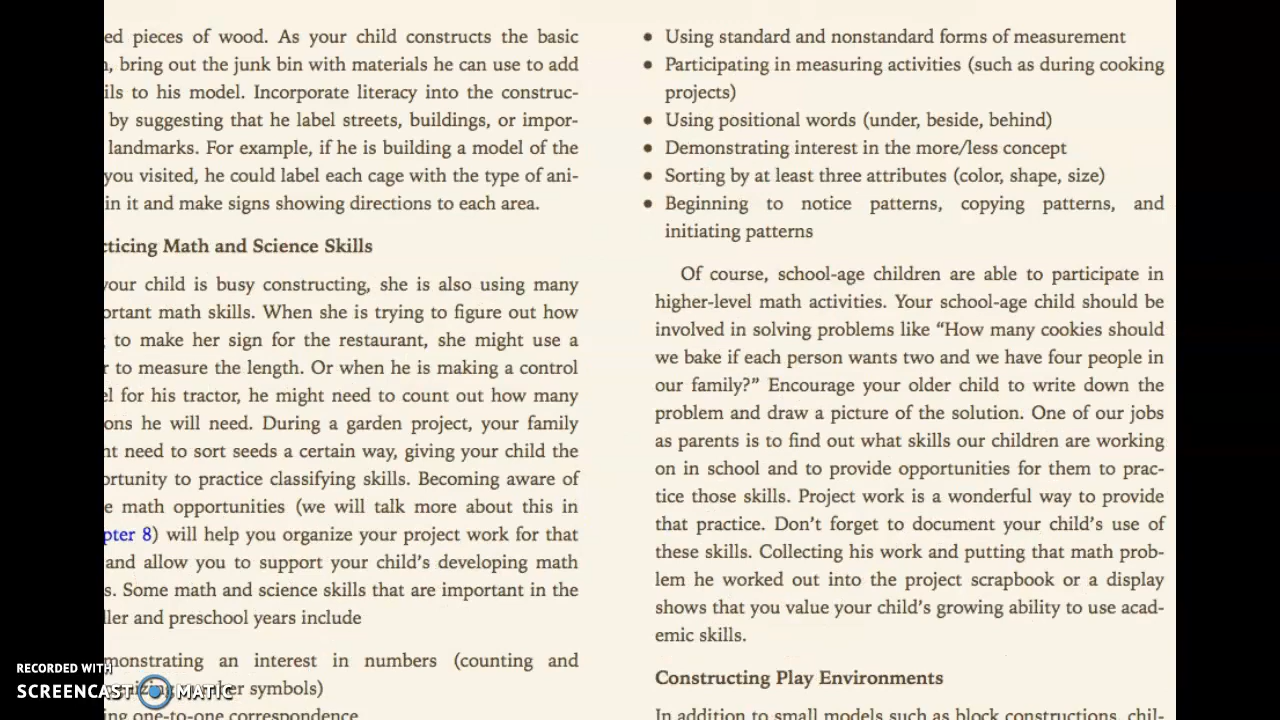 ed pieces of wood. As your child constructs the basic
, bring out the junk bin with materials he can use to add
ils to his model. Incorporate literacy into the construc-
by suggesting that he label streets, buildings, or impor-
landmarks. For example, if he is building a model of the
you visited, he could label each cage with the type of ani-
in it and make signs showing directions to each area.
cticing Math and Science Skills
your child is busy constructing, she is also using many
ortant math skills. When she is trying to figure out how
to make her sign for the restaurant, she might use a
r to measure the length. Or when he is making a control
el for his tractor, he might need to count out how many
ons he will need. During a garden project, your family
ht need to sort seeds a certain way, giving your child the
ortunity to practice classifying skills. Becoming aware of
e math opportunities (we will talk more about this in
pter 8) will help you organize your project work for that
and allow you to support your child’s developing math
s. Some math and science skills that are important in the
ller and preschool years include
monstrating an interest in numbers (counting and
symbols)
ing one-to-one correspondence
• Using standard and nonstandard forms of measurement
• Participating in measuring activities (such as during cooking
projects)
• Using positional words (under, beside, behind)
• Demonstrating interest in the more/less concept
• Sorting by at least three attributes (color, shape, size)
• Beginning to notice patterns, copying patterns, and
initiating patterns
Of course, school-age children are able to participate in
higher-level math activities. Your school-age child should be
involved in solving problems like “How many cookies should
we bake if each person wants two and we have four people in
our family?” Encourage your older child to write down the
problem and draw a picture of the solution. One of our jobs
as parents is to find out what skills our children are working
on in school and to provide opportunities for them to prac-
tice those skills. Project work is a wonderful way to provide
that practice. Don’t forget to document your child’s use of
these skills. Collecting his work and putting that math prob-
lem he worked out into the project scrapbook or a display
shows that you value your child’s growing ability to use acad-
emic skills.
Constructing Play Environments
In addition to small models such as block constructions, chil-
RECORDED WITH
SCREENCAST MATIC